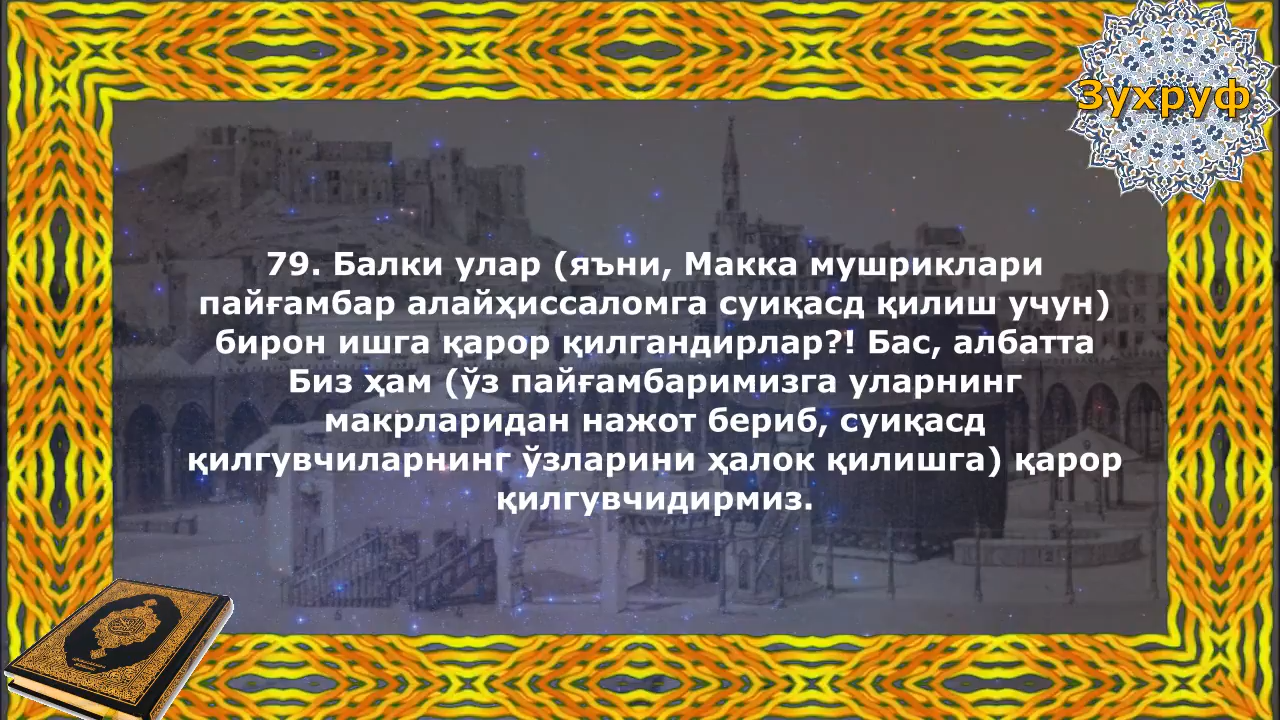 Зухруф
79. Балки улар (яъни, Макка мушриклари
пайғамбар алайҳиссаломга суиқасд қилиш учун)
бирон ишга қарор қилгандирлар?! Бас, албатта
Биз ҳам (ўз пайғамбаримизга уларнинг
макрларидан нажот бериб, суиқасд
қилгувчиларнинг ўзларини ҳалок қилишга) қарор
қилгувчидирмиз.